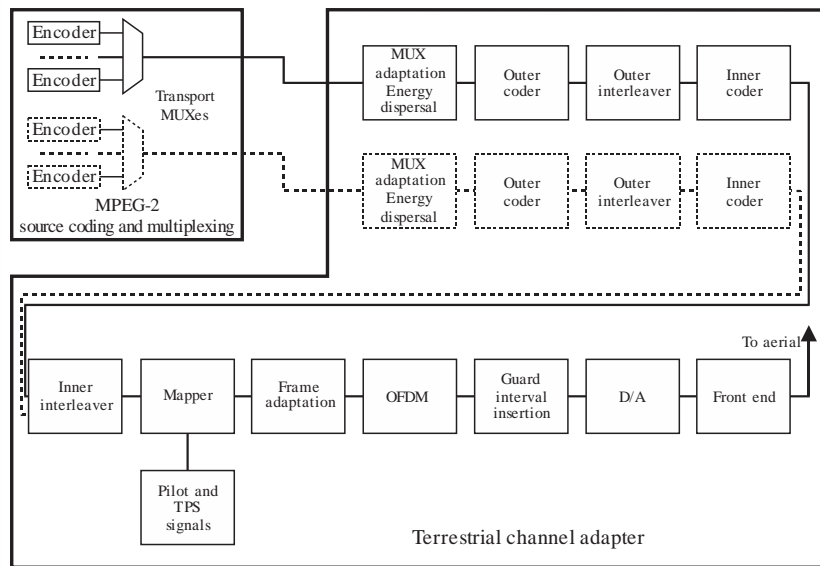 Encoder
Encoder
Transport
MUXes
Encoder
Encoder
MPEG-2
source coding and multiplexing
MUX
adaptation
Energy
dispersal
Outer
coder
Outer
interleaver
Inner
coder
MUX
adaptation
Energy
dispersal
Outer
coder
Outer
interleaver
Inner
coder
To aerial
Inner
interleaver
Mapper
Frame
adaptation
OFDM
Guard
interval
insertion
D/A
Front end
Pilot and
TPS
signals
Terrestrial channel adapter